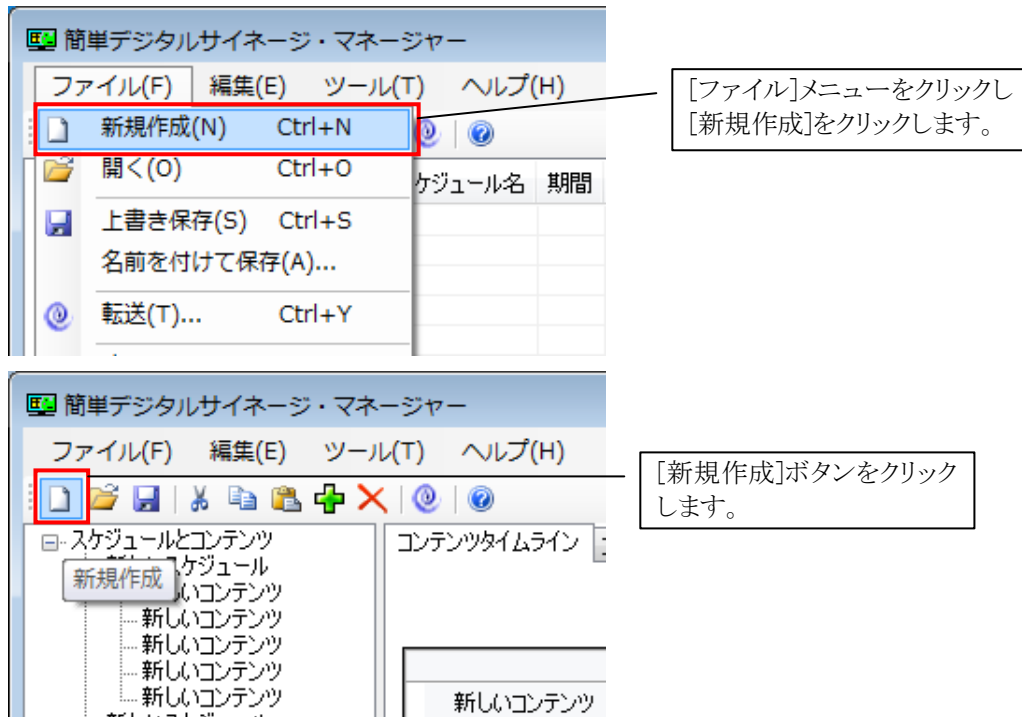 簡単デジタルサイネージ・マネージャー
ファイル(F) 編集(E) ツール(T) ヘルプ(H)
新規作成(N) Ctrl+N
開く(O) Ctrl+O
上書き保存(S) Ctrl+S
名前を付けて保存(A)...
転送(T)... Ctrl+Y
ケジュール名 期間
[ファイル]メニューをクリックし
[新規作成]をクリックします。
簡単デジタルサイネージ・マネージャー
ファイル(F) 編集(E) ツール(T) ヘルプ(H)
[新規作成]ボタンをクリック
します。
スケジュールとコンテンツ
ケジュール
新規作成
いコンテンツ
新しいコンテンツ
新しいコンテンツ
新しいコンテンツ
新しいコンテンツ
コンテンツタイムライン
新しいコンテンツ